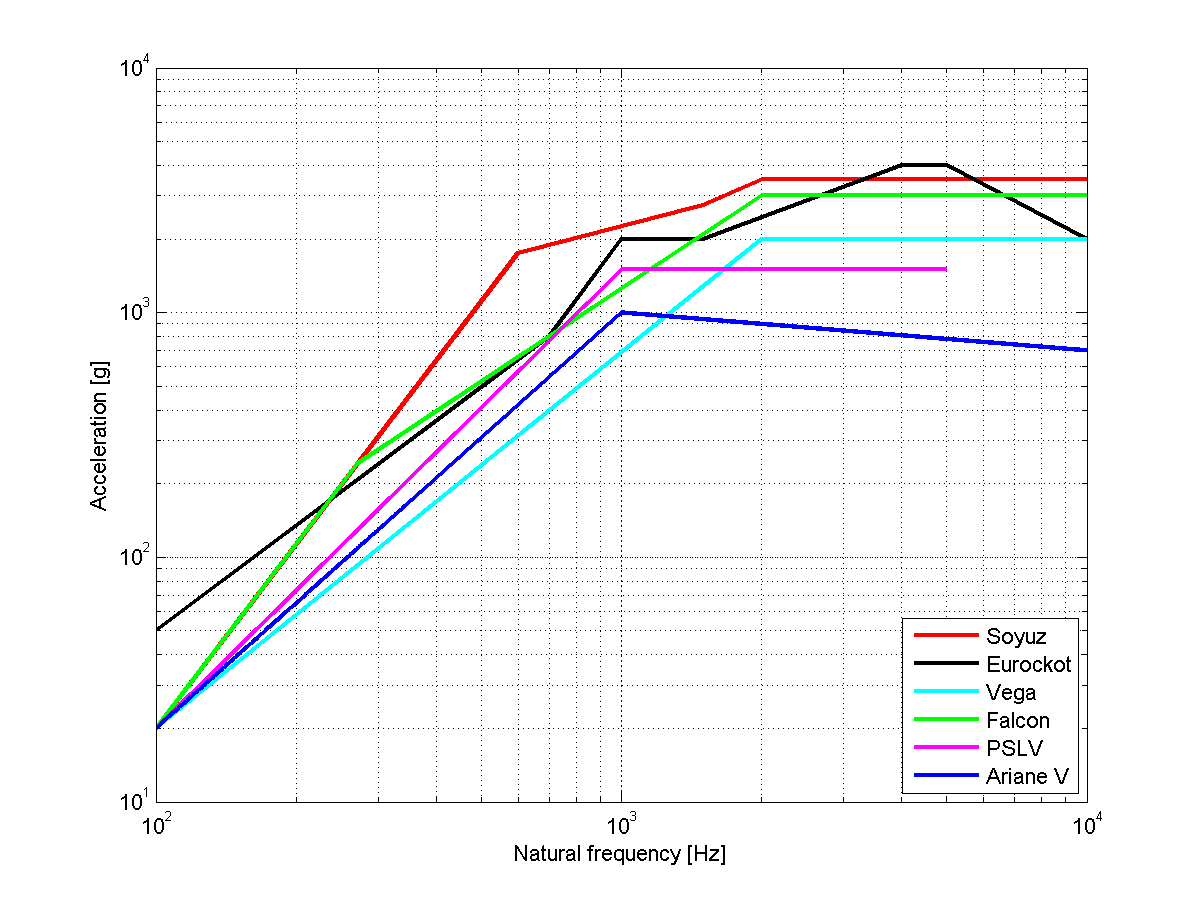 10^4
10^3
10^2
10^1
Acceleration [g]
10^2
10^3
10^4
Natural frequency [Hz]
Soyuz
Eurockot
Vega
Falcon
PSLV
Ariane V